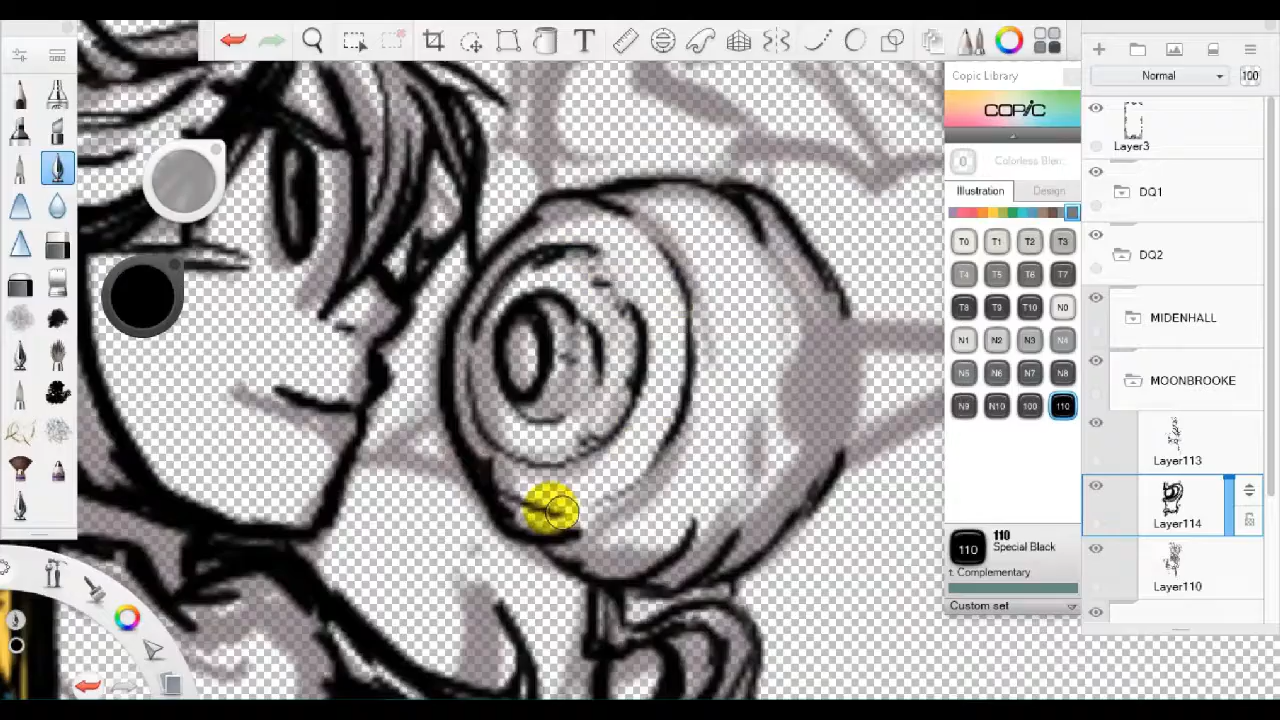 Copic Library
COPIC
0 Colorless Blen...
Illustration Design
T0 T1 T2 T3
T4 T5 T6 T7
T8 T9 T10 N0
N1 N2 N3 N4
N5 N6 N7 N8
N9 N10 100 110
110
110
Special Black
t. Complementary
Custom set
Normal 100
Layer3
DQ1
DQ2
MIDENHALL
MOONBROOKE
Layer113
Layer114
Layer110